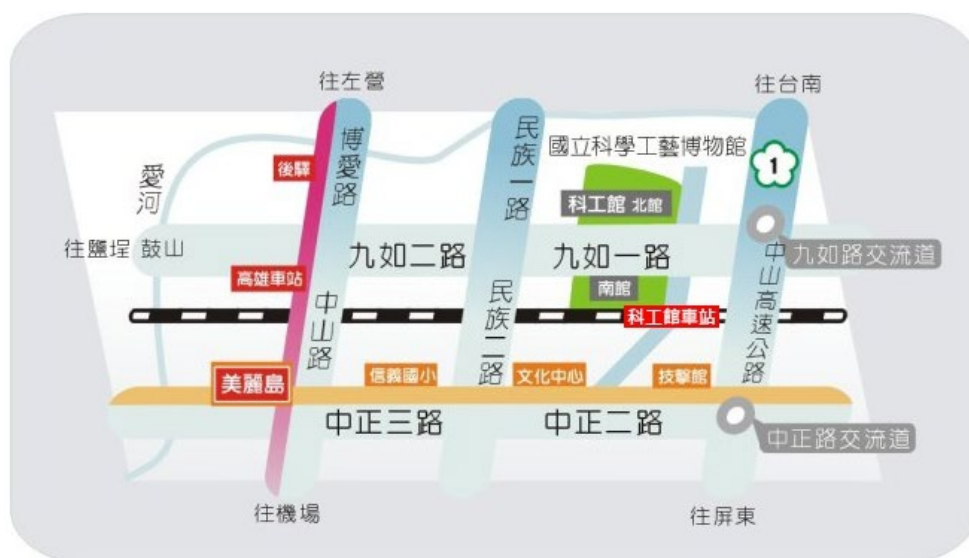 往左營
往台南
博愛路
民族一路
國立科學工藝博物館
1
後驛
愛河
科工館 北館
往鹽埕 鼓山
九如二路
九如一路
九如路交流道
高雄車站
南館
中山路
民族二路
科工館車站
中山高速公路
美麗島
信義國小
文化中心
技擊館
中正三路
中正二路
中正路交流道
往機場
往屏東